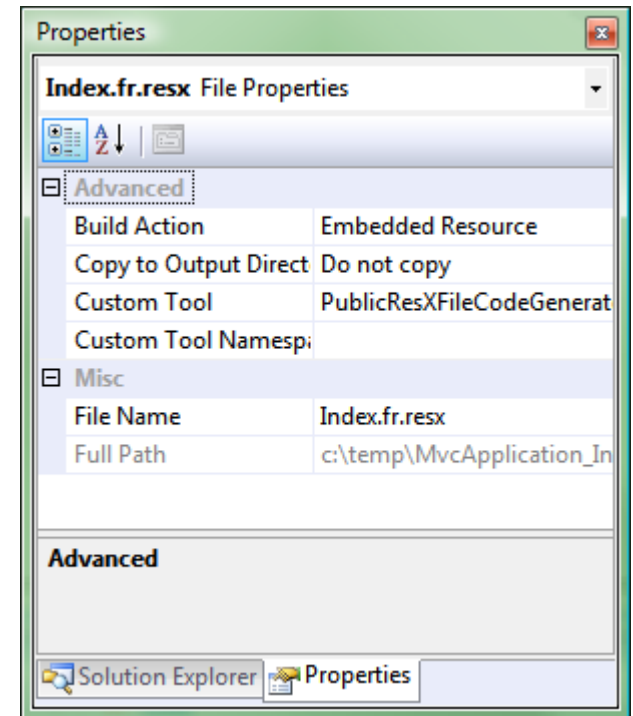 Properties
Index.fr.resx File Properties
Advanced
Build Action Embedded Resource
Copy to Output Direct Do not copy
Custom Tool PublicResXFileCodeGenerat
Custom Tool Namespa
Misc
File Name Index.fr.resx
Full Path c:\temp\MvcApplication_In
Advanced
Solution Explorer Properties